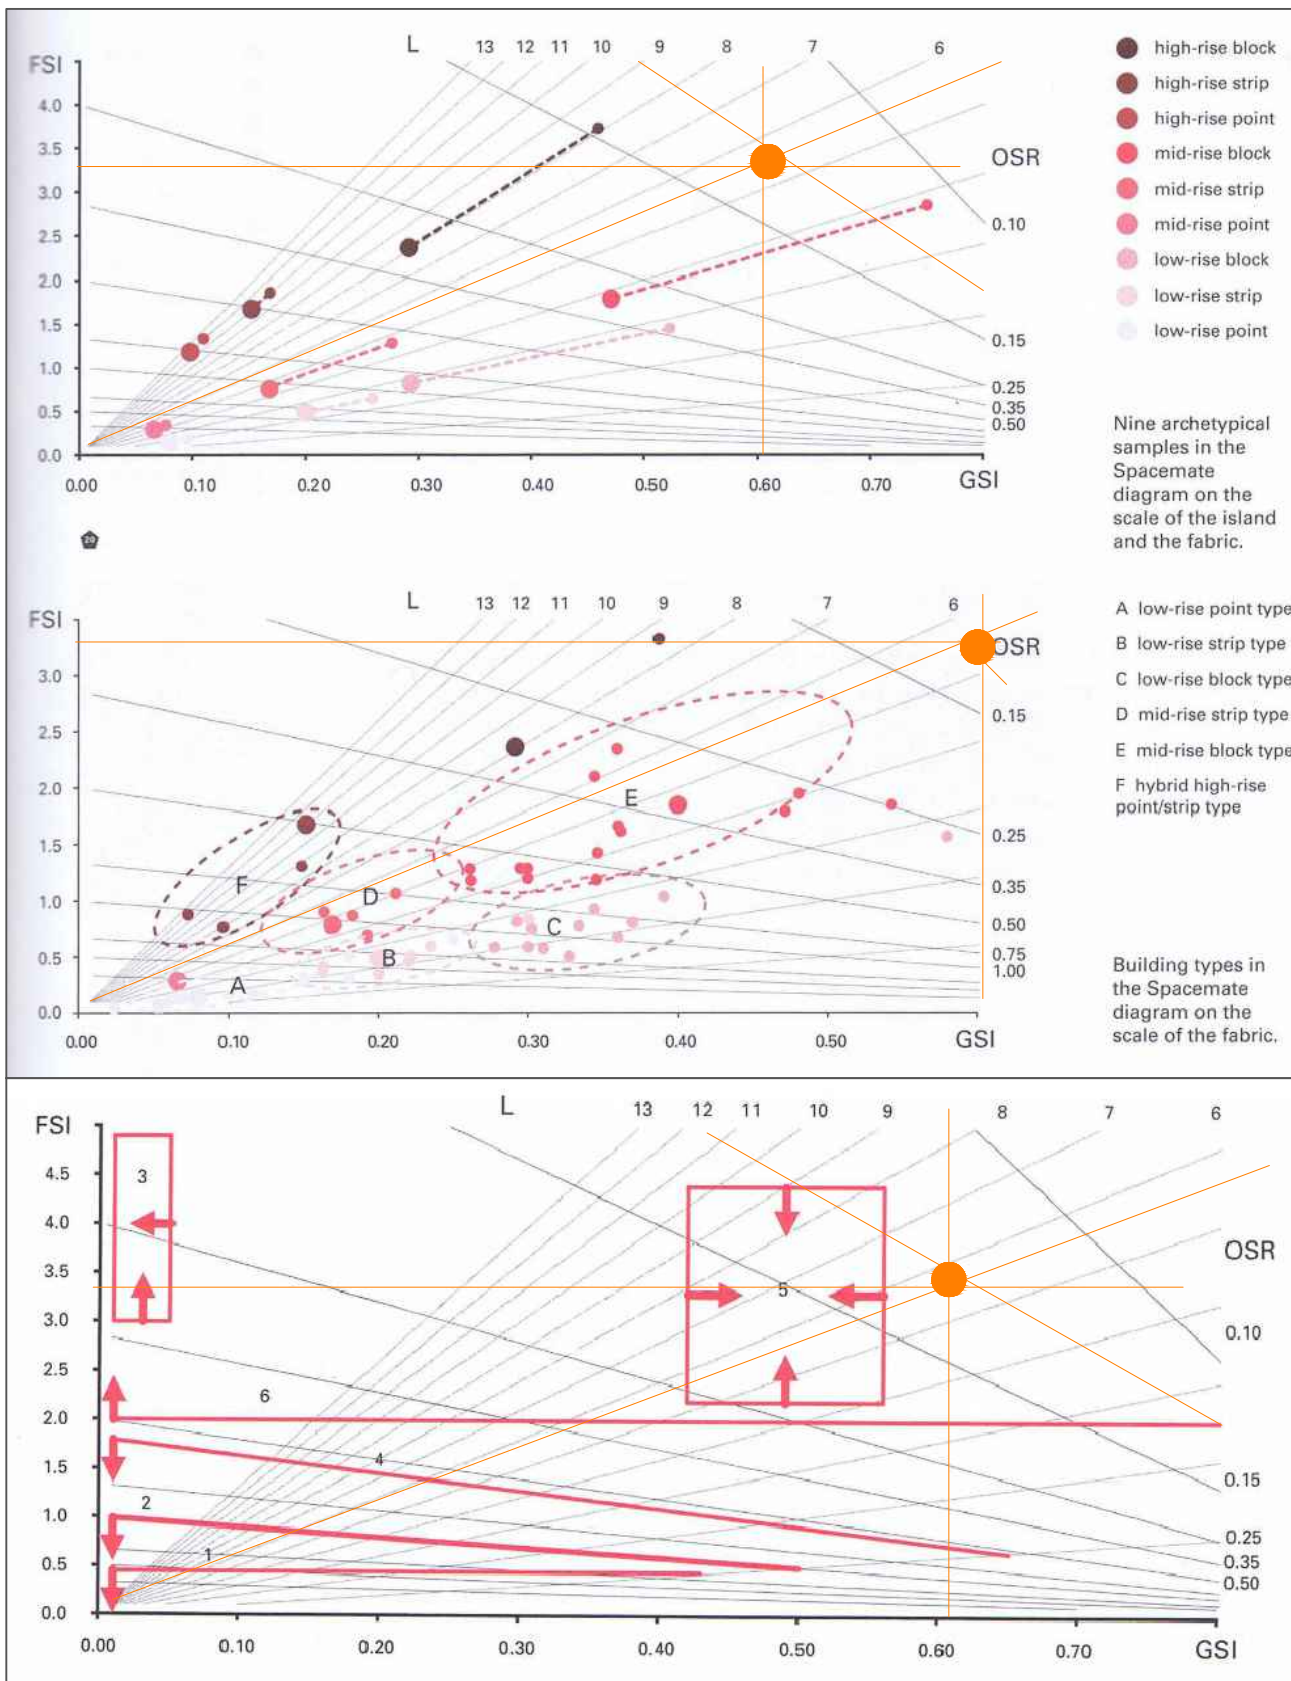 L 13 12 11 10 9 8 7 6
FSI
4.0
3.5
3.0
2.5
2.0
1.5
1.0
0.5
0.0
OSR
0.10
0.15
0.25
0.35
0.50
0.00 0.10 0.20 0.30 0.40 0.50 0.60 0.70 GSI
high-rise block
high-rise strip
high-rise point
mid-rise block
mid-rise strip
mid-rise point
low-rise block
low-rise strip
low-rise point
Nine archetypical
samples in the
Spacemate
diagram on the
scale of the island
and the fabric.
20
L 13 12 11 10 9 8 7 6
FSI
3.0
2.5
2.0
1.5
1.0
0.5
0.0
OSR
0.15
0.25
0.35
0.50
0.75
1.00
E
F
D
C
B
A
0.00 0.10 0.20 0.30 0.40 0.50 GSI
A low-rise point type
B low-rise strip type
C low-rise block type
D mid-rise strip type
E mid-rise block type
F hybrid high-rise
point/strip type
Building types in
the Spacemate
diagram on the
scale of the fabric.
L 13 12 11 10 9 8 7 6
FSI
4.5
4.0
3.5
3.0
2.5
2.0
1.5
1.0
0.5
0.0
3
5
6
4
2
1
OSR
0.10
0.15
0.25
0.35
0.50
0.00 0.10 0.20 0.30 0.40 0.50 0.60 0.70 GSI